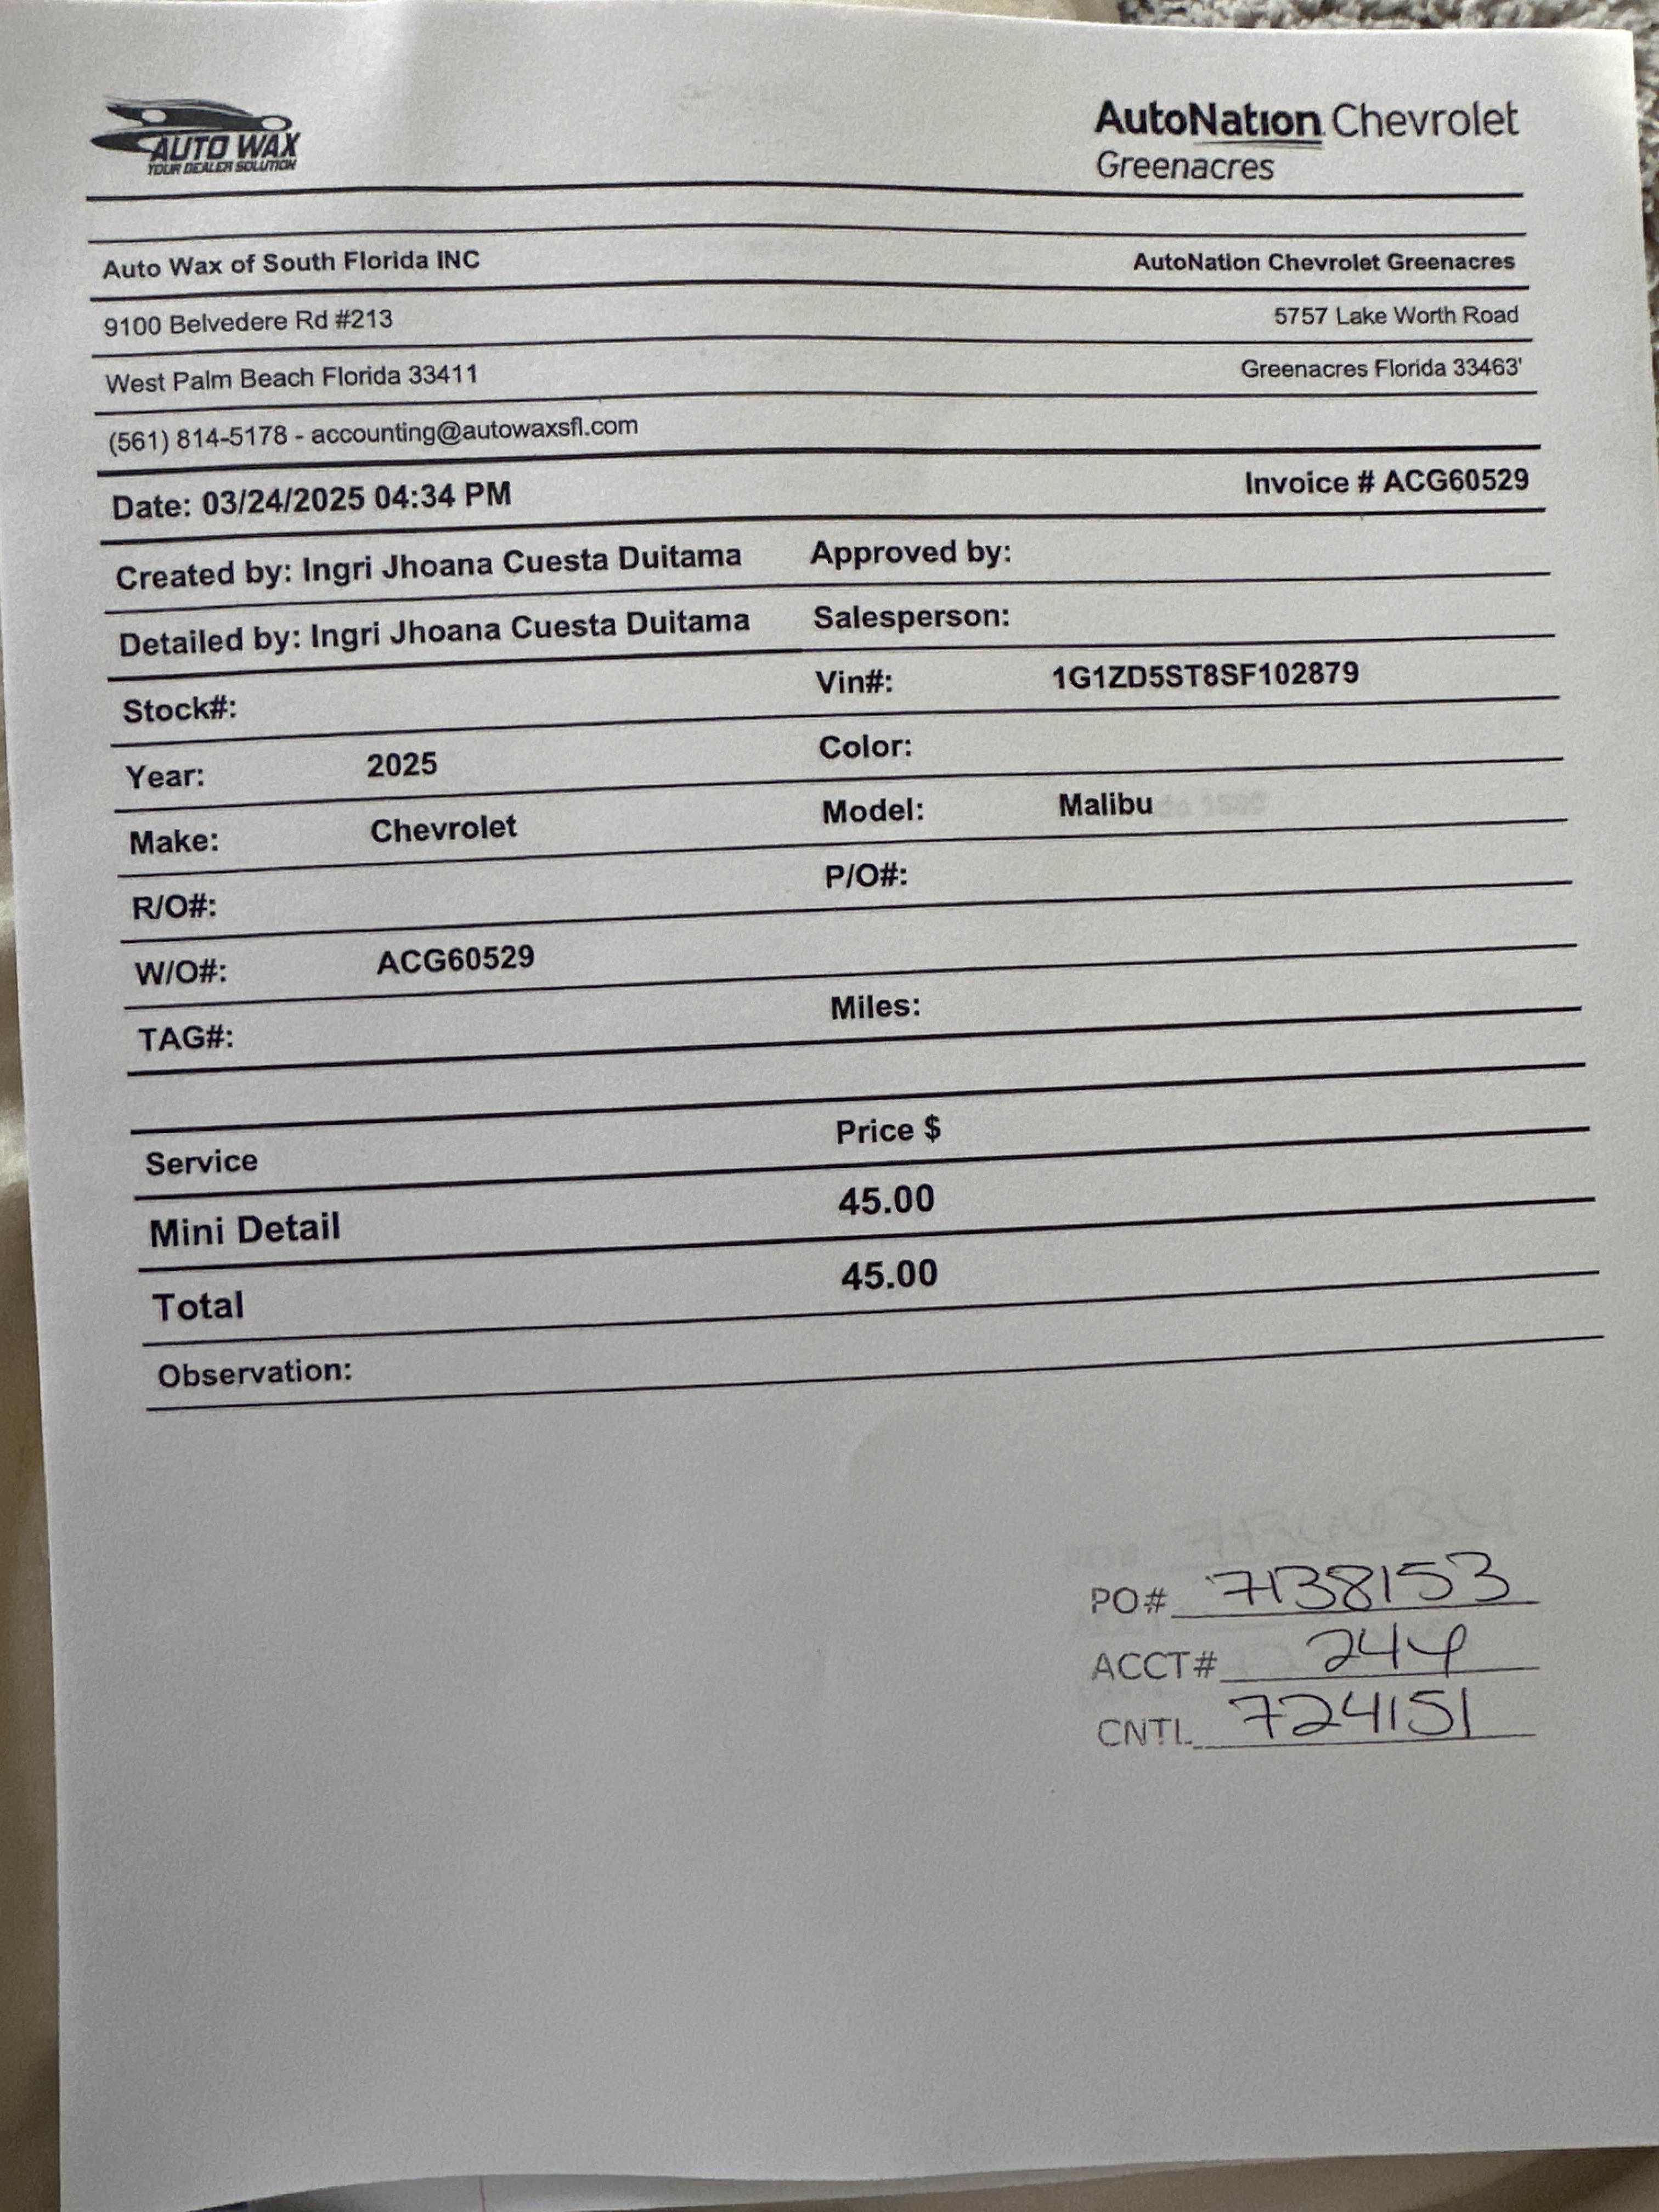 AUTO WAX
YOUR DEALER SOLUTION
AutoNation Chevrolet
Greenacres
Auto Wax of South Florida INC
AutoNation Chevrolet Greenacres
9100 Belvedere Rd #213
5757 Lake Worth Road
West Palm Beach Florida 33411
Greenacres Florida 33463'
(561) 814-5178 - accounting@autowaxsfl.com
Date: 03/24/2025 04:34 PM
Invoice # ACG60529
Created by: Ingri Jhoana Cuesta Duitama
Approved by:
Detailed by: Ingri Jhoana Cuesta Duitama
Salesperson:
Stock#:
Vin#: 1G1ZD5ST8SF102879
Year: 2025
Color:
Make: Chevrolet
Model: Malibu
R/O#:
P/O#:
W/O#: ACG60529
TAG#:
Miles:
Service Price $
Mini Detail 45.00
Total 45.00
Observation:
PO# 7138153
ACCT# 244
CNTL 724151